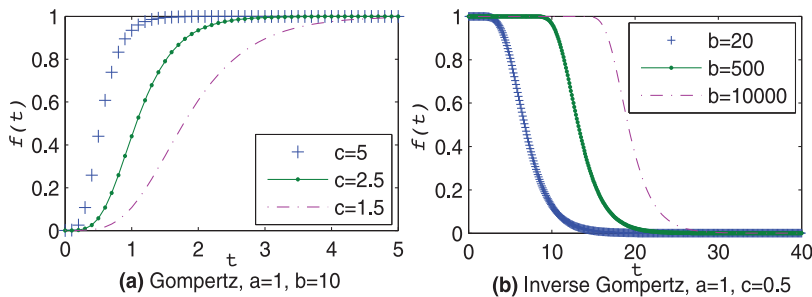 1
0.8
0.6
0.4
0.2
0
f(t)
c=5
c=2.5
c=1.5
0 1 2 3 4 5
t
(a) Gompertz, a=1, b=10
1
0.8
0.6
0.4
0.2
0
f(t)
b=20
b=500
b=10000
0 10 20 30 40
t
(b) Inverse Gompertz, a=1, c=0.5